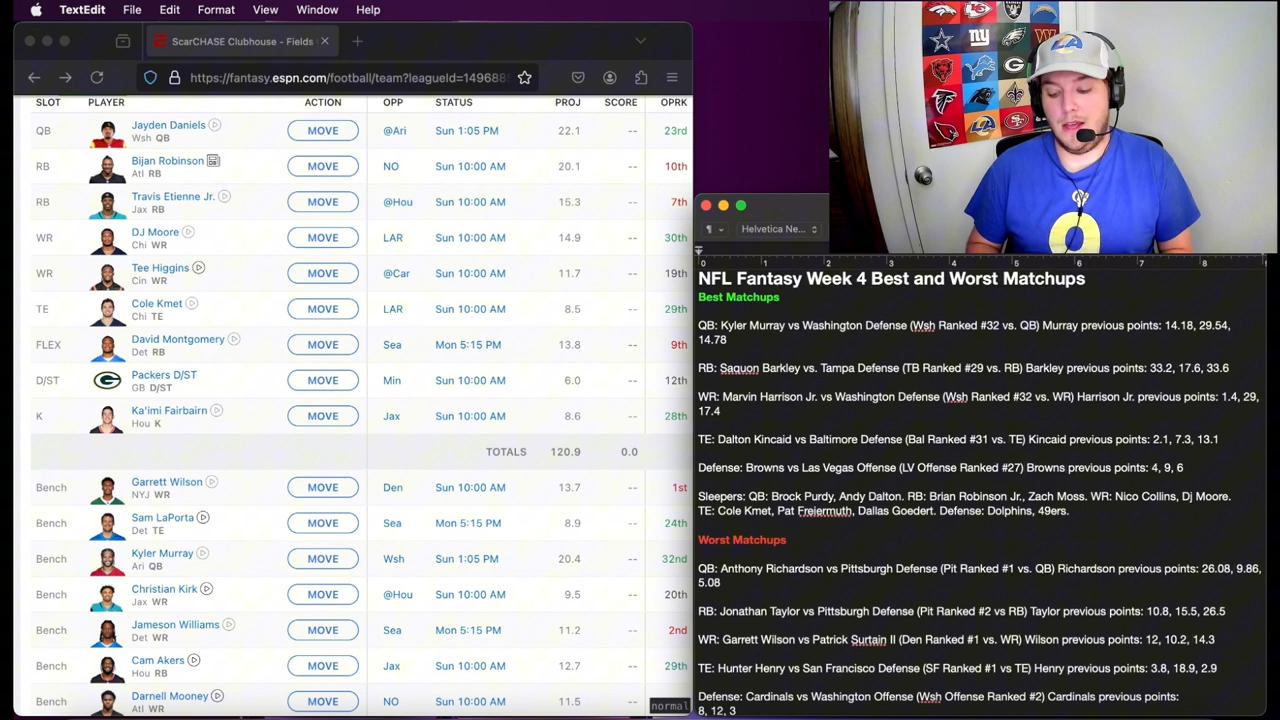 TextEdit File Edit Format View Window Help
ScarCHASE Clubhouse - Fields
https://fantasy.espn.com/football/team?leagueId=149688
SLOT PLAYER ACTION OPP STATUS PROJ SCORE OPRK
QB Jayden Daniels MOVE @Ari Sun 1:05 PM 22.1 -- 23rd
Wsh QB
RB Bijan Robinson MOVE NO Sun 10:00 AM 20.1 -- 10th
Atl RB
RB Travis Etienne Jr. MOVE @Hou Sun 10:00 AM 15.3 -- 7th
Jax RB
WR DJ Moore MOVE LAR Sun 10:00 AM 14.9 -- 30th
Chi WR
WR Tee Higgins MOVE @Car Sun 10:00 AM 11.7 -- 19th
Cin WR
TE Cole Kmet MOVE LAR Sun 10:00 AM 8.5 -- 29th
Chi TE
FLEX David Montgomery MOVE Sea Mon 5:15 PM 13.8 -- 9th
Det RB
D/ST Packers D/ST MOVE Min Sun 10:00 AM 6.0 -- 12th
GB D/ST
K Ka'imi Fairbairn MOVE Jax Sun 10:00 AM 8.6 -- 28th
Hou K
TOTALS 120.9 0.0
Bench Garrett Wilson MOVE Den Sun 10:00 AM 13.7 -- 1st
NYJ WR
Bench Sam LaPorta MOVE Sea Mon 5:15 PM 8.9 -- 24th
Det TE
Bench Kyler Murray MOVE Wsh Sun 1:05 PM 20.4 -- 32nd
Ari QB
Bench Christian Kirk MOVE @Hou Sun 10:00 AM 9.5 -- 20th
Jax WR
Bench Jameson Williams MOVE Sea Mon 5:15 PM 11.2 -- 2nd
Det WR
Bench Cam Akers MOVE Jax Sun 10:00 AM 12.7 -- 29th
Hou RB
Bench Darnell Mooney MOVE NO Sun 10:00 AM 11.5 --
Atl WR
normal
Helvetica Ne...
0 1 2 3 4 5 6 7 8
NFL Fantasy Week 4 Best and Worst Matchups
Best Matchups
QB: Kyler Murray vs Washington Defense (Wsh Ranked #32 vs. QB) Murray previous points: 14.18, 29.54,
14.78
RB: Saquon Barkley vs. Tampa Defense (TB Ranked #29 vs. RB) Barkley previous points: 33.2, 17.6, 33.6
WR: Marvin Harrison Jr. vs Washington Defense (Wsh Ranked #32 vs. WR) Harrison Jr. previous points: 1.4, 29,
17.4
TE: Dalton Kincaid vs Baltimore Defense (Bal Ranked #31 vs. TE) Kincaid previous points: 2.1, 7.3, 13.1
Defense: Browns vs Las Vegas Offense (LV Offense Ranked #27) Browns previous points: 4, 9, 6
Sleepers: QB: Brock Purdy, Andy Dalton. RB: Brian Robinson Jr., Zach Moss. WR: Nico Collins, Dj Moore.
TE: Cole Kmet, Pat Freiermuth, Dallas Goedert. Defense: Dolphins, 49ers.
Worst Matchups
QB: Anthony Richardson vs Pittsburgh Defense (Pit Ranked #1 vs. QB) Richardson previous points: 26.08, 9.86,
5.08
RB: Jonathan Taylor vs Pittsburgh Defense (Pit Ranked #2 vs RB) Taylor previous points: 10.8, 15.5, 26.5
WR: Garrett Wilson vs Patrick Surtain II (Den Ranked #1 vs. WR) Wilson previous points: 12, 10.2, 14.3
TE: Hunter Henry vs San Francisco Defense (SF Ranked #1 vs TE) Henry previous points: 3.8, 18.9, 2.9
Defense: Cardinals vs Washington Offense (Wsh Offense Ranked #2) Cardinals previous points:
8, 12, 3